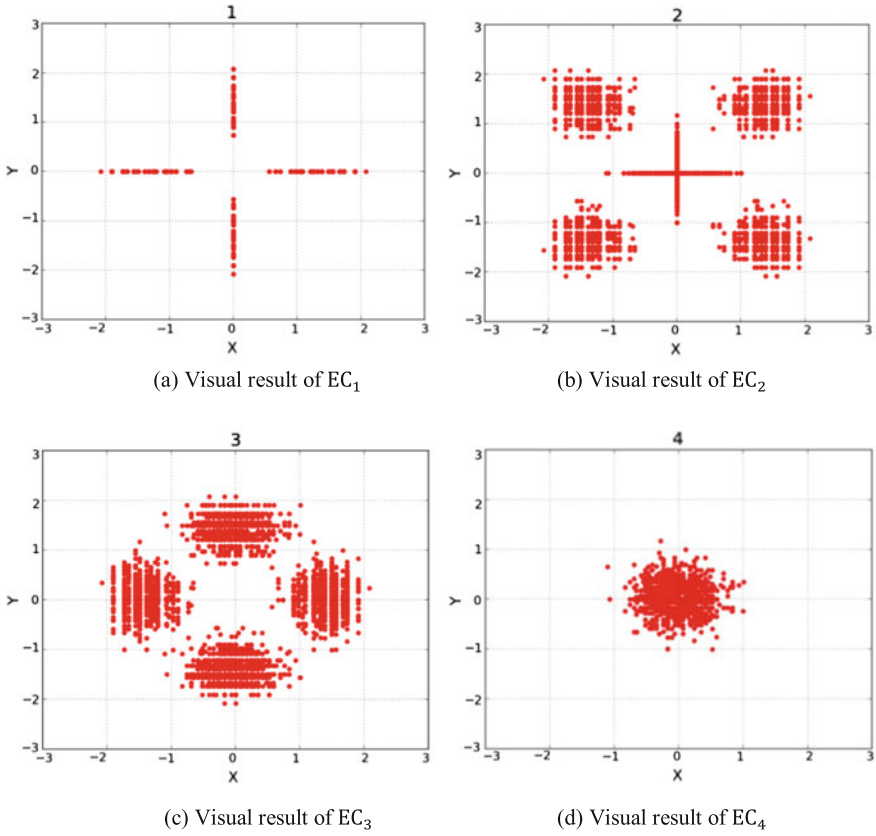 1
3
2
1
0
−1
−2
−3
Y
−3 −2 −1 0 1 2 3
X
(a) Visual result of EC₁
2
3
2
1
0
−1
−2
−3
Y
−3 −2 −1 0 1 2 3
X
(b) Visual result of EC₂
3
3
2
1
0
−1
−2
−3
Y
−3 −2 −1 0 1 2 3
X
(c) Visual result of EC₃
4
3
2
1
0
−1
−2
−3
Y
−3 −2 −1 0 1 2 3
X
(d) Visual result of EC₄